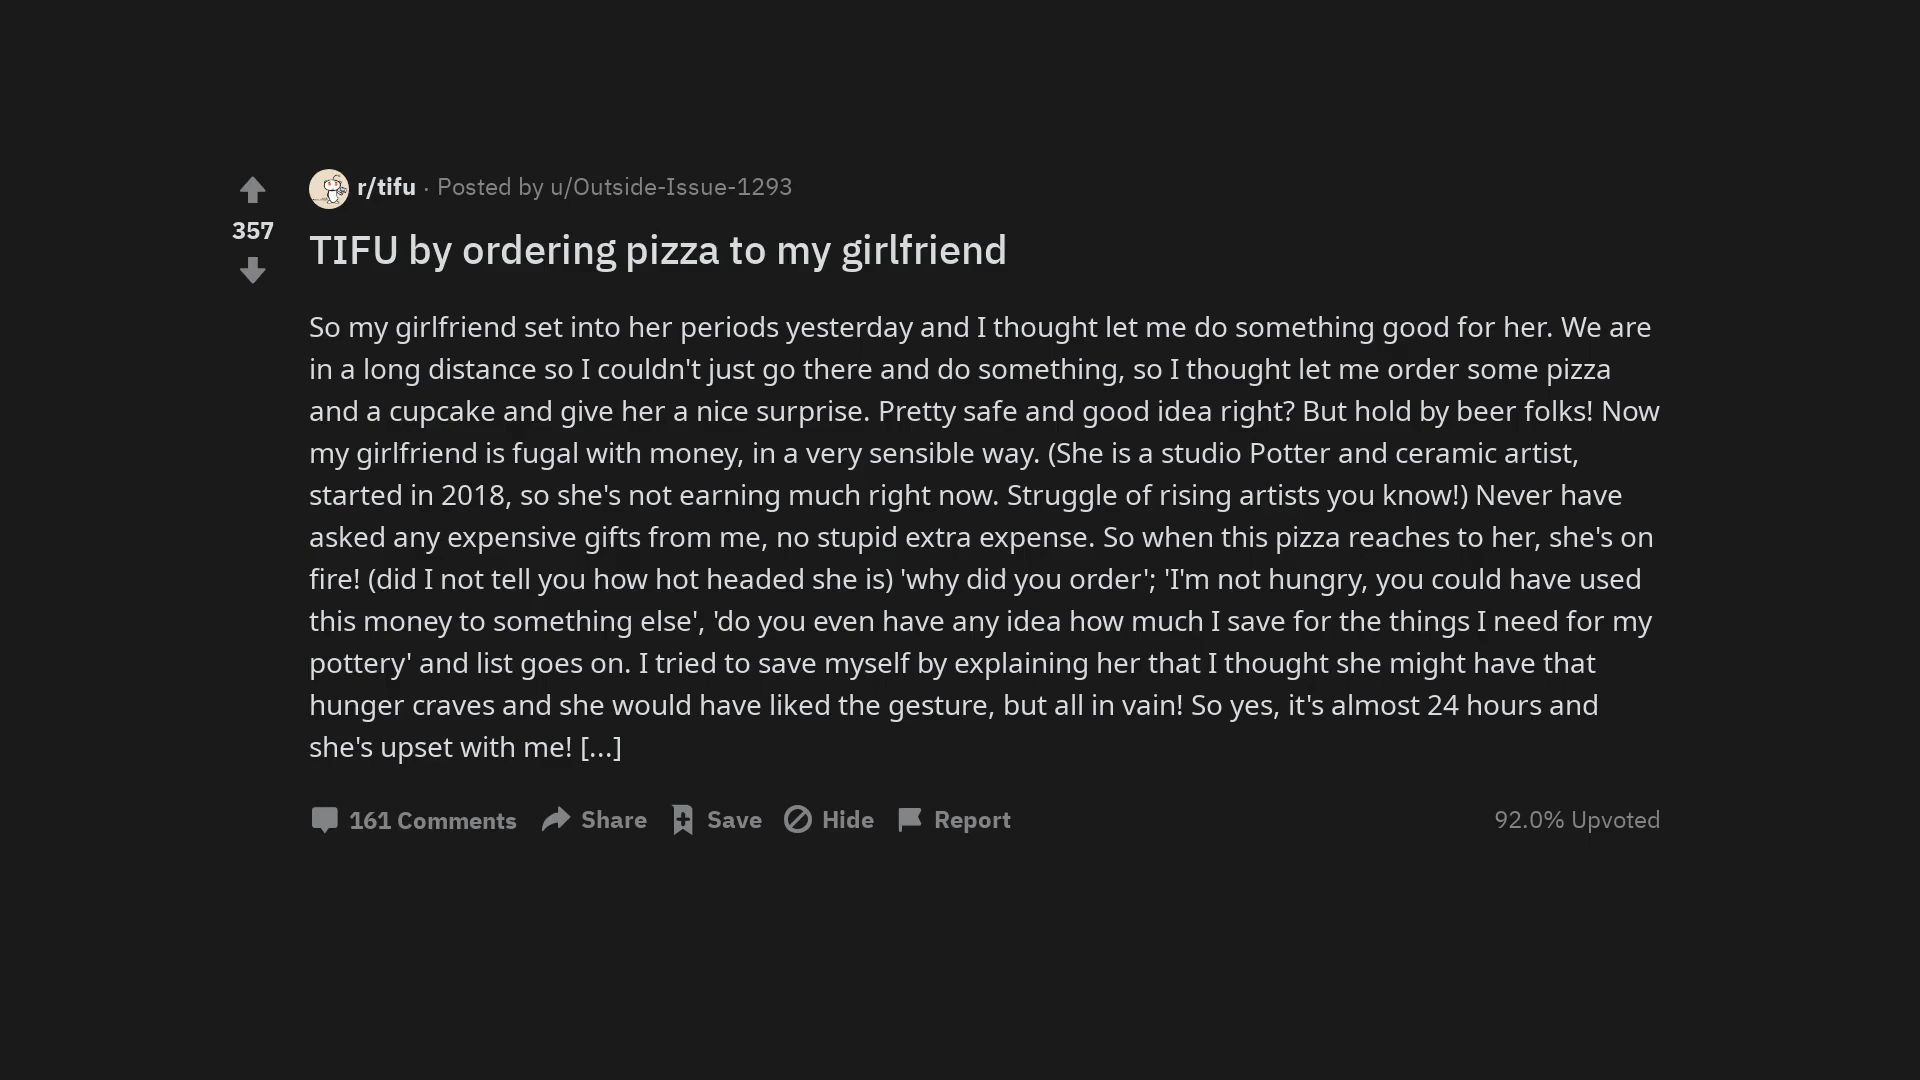 r/tifu · Posted by u/Outside-Issue-1293
357
TIFU by ordering pizza to my girlfriend
So my girlfriend set into her periods yesterday and I thought let me do something good for her. We are
in a long distance so I couldn't just go there and do something, so I thought let me order some pizza
and a cupcake and give her a nice surprise. Pretty safe and good idea right? But hold by beer folks! Now
my girlfriend is fugal with money, in a very sensible way. (She is a studio Potter and ceramic artist,
started in 2018, so she's not earning much right now. Struggle of rising artists you know!) Never have
asked any expensive gifts from me, no stupid extra expense. So when this pizza reaches to her, she's on
fire! (did I not tell you how hot headed she is) 'why did you order'; 'I'm not hungry, you could have used
this money to something else', 'do you even have any idea how much I save for the things I need for my
pottery' and list goes on. I tried to save myself by explaining her that I thought she might have that
hunger craves and she would have liked the gesture, but all in vain! So yes, it's almost 24 hours and
she's upset with me! [...]
161 Comments Share Save Hide Report 92.0% Upvoted